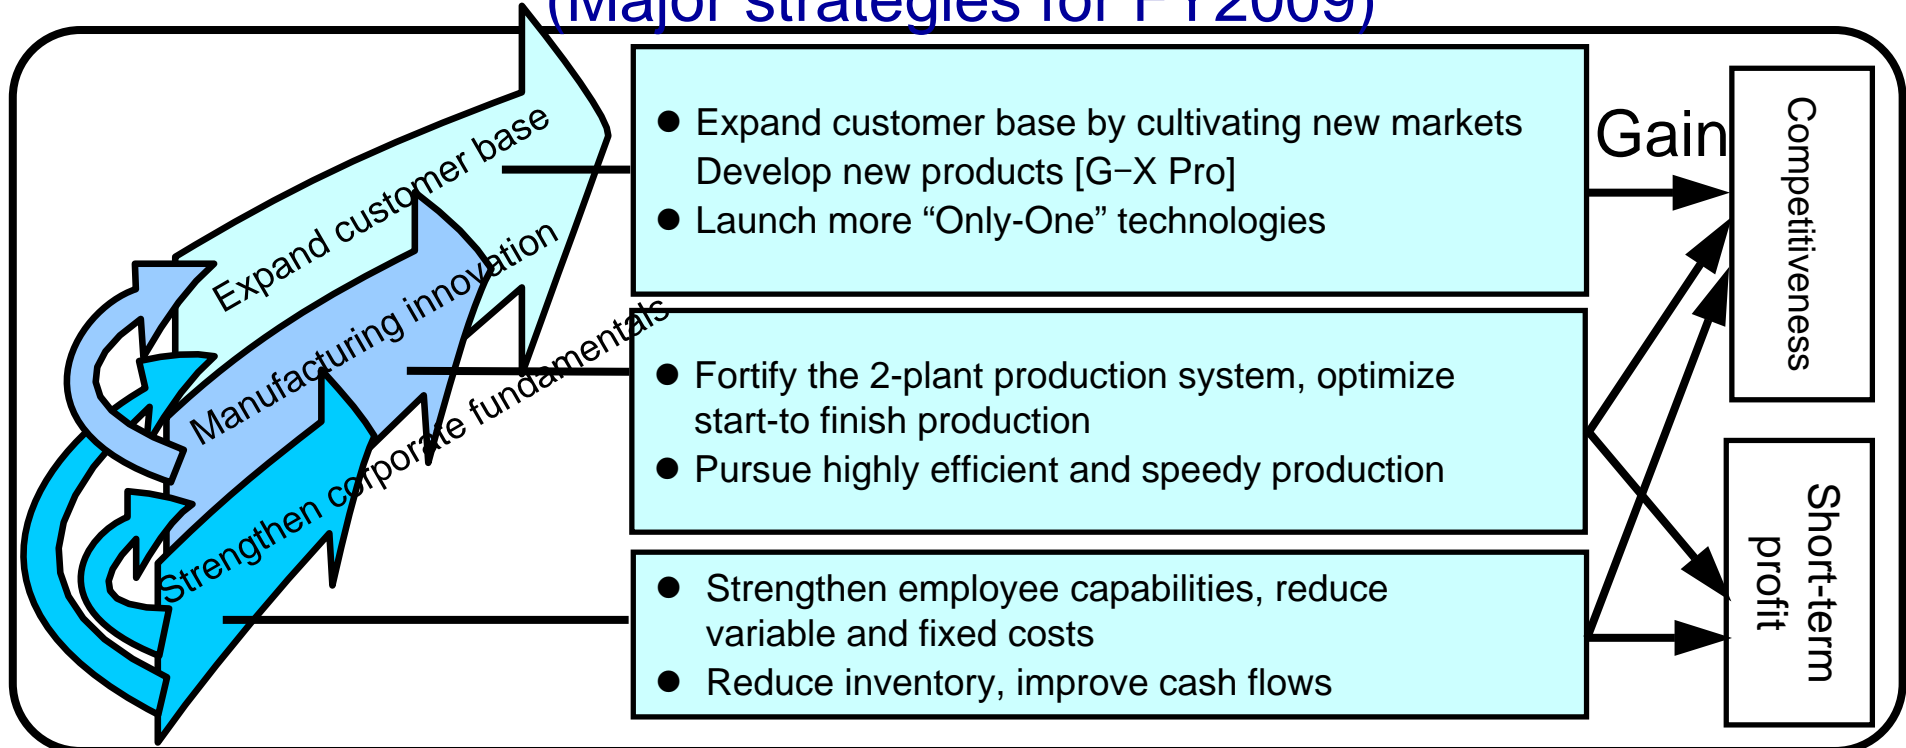 (Major strategies for FY2009)
Expand customer base
Manufacturing innovation
Strengthen corporate fundamentals
● Expand customer base by cultivating new markets
Develop new products [G−X Pro]
● Launch more “Only-One” technologies
● Fortify the 2-plant production system, optimize
start-to finish production
● Pursue highly efficient and speedy production
● Strengthen employee capabilities, reduce
variable and fixed costs
● Reduce inventory, improve cash flows
Gain
Competitiveness
Short-term
profit